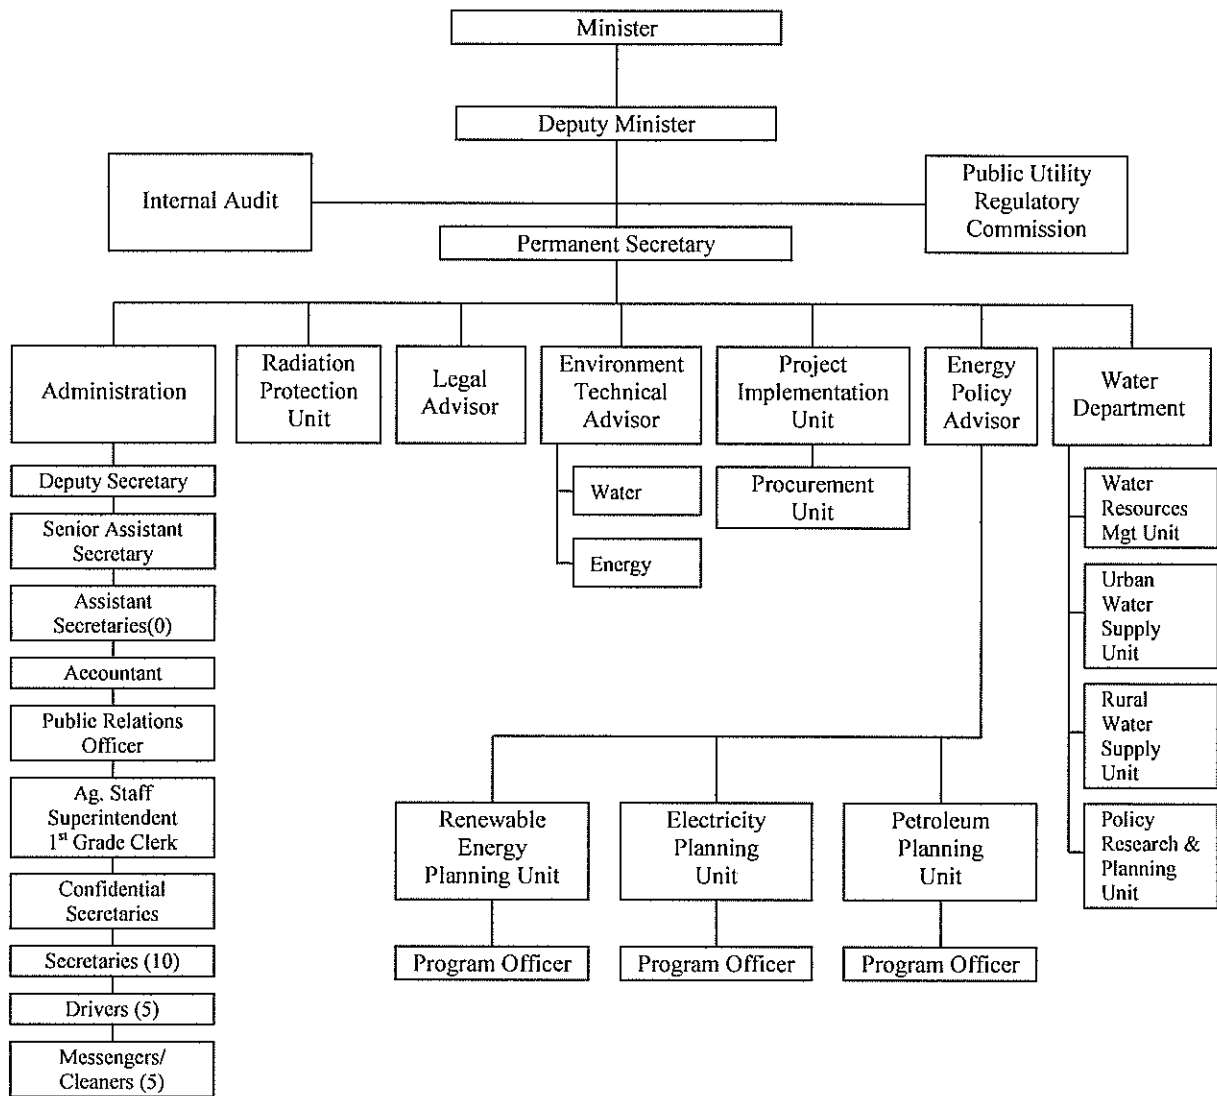 Minister
Deputy Minister
Internal Audit
Public Utility
Regulatory
Commission
Permanent Secretary
Administration
Radiation
Protection
Unit
Legal
Advisor
Environment
Technical
Advisor
Project
Implementation
Unit
Energy
Policy
Advisor
Water
Department
Deputy Secretary
Senior Assistant
Secretary
Assistant
Secretaries(0)
Accountant
Public Relations
Officer
Ag. Staff
Superintendent
1st Grade Clerk
Confidential
Secretaries
Secretaries (10)
Drivers (5)
Messengers/
Cleaners (5)
Water
Energy
Procurement
Unit
Renewable
Energy
Planning Unit
Program Officer
Electricity
Planning
Unit
Program Officer
Petroleum
Planning
Unit
Program Officer
Water
Resources
Mgt Unit
Urban
Water
Supply
Unit
Rural
Water
Supply
Unit
Policy
Research &
Planning
Unit